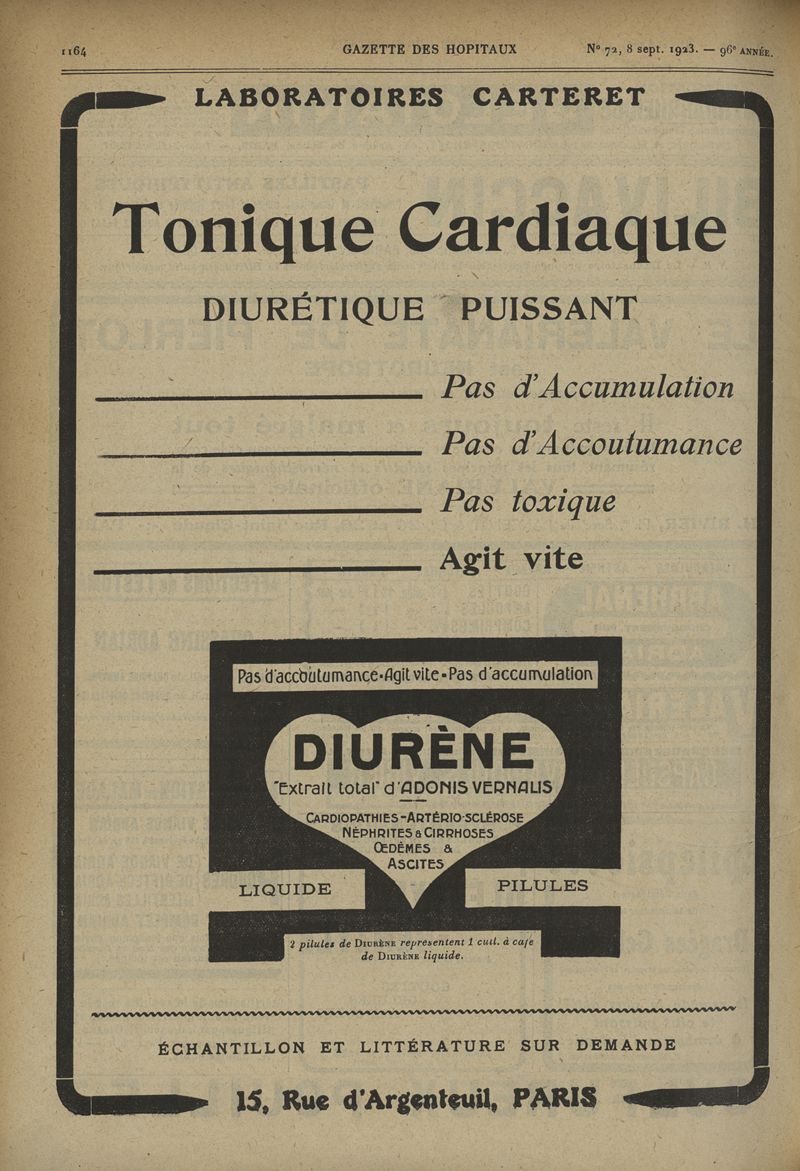 1164 GAZETTE DES HOPITAUX Nº 72, 8 sept. 1923. — 96e ANNÉE.
LABORATOIRES CARTERET
Tonique Cardiaque
DIURÉTIQUE PUISSANT
Pas d'Accumulation
Pas d'Accoutumance
Pas toxique
Agit vite
Pas d'accoutumance-Agit vite-Pas d'accumulation
DIURÈNE
"Extrait total" d'ADONIS VERNALIS
CARDIOPATHIES-ARTÉRIO-SCLÉROSE
NÉPHRITES & CIRRHOSES
ŒDÈMES &
ASCITES
LIQUIDE PILULES
2 pilules de DIURÈNE représentent 1 cuil. à café
de DIURÈNE liquide.
ÉCHANTILLON ET LITTÉRATURE SUR DEMANDE
15, Rue d'Argenteuil, PARIS